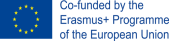 Co-funded by the
Erasmus+ Programme
of the European Union